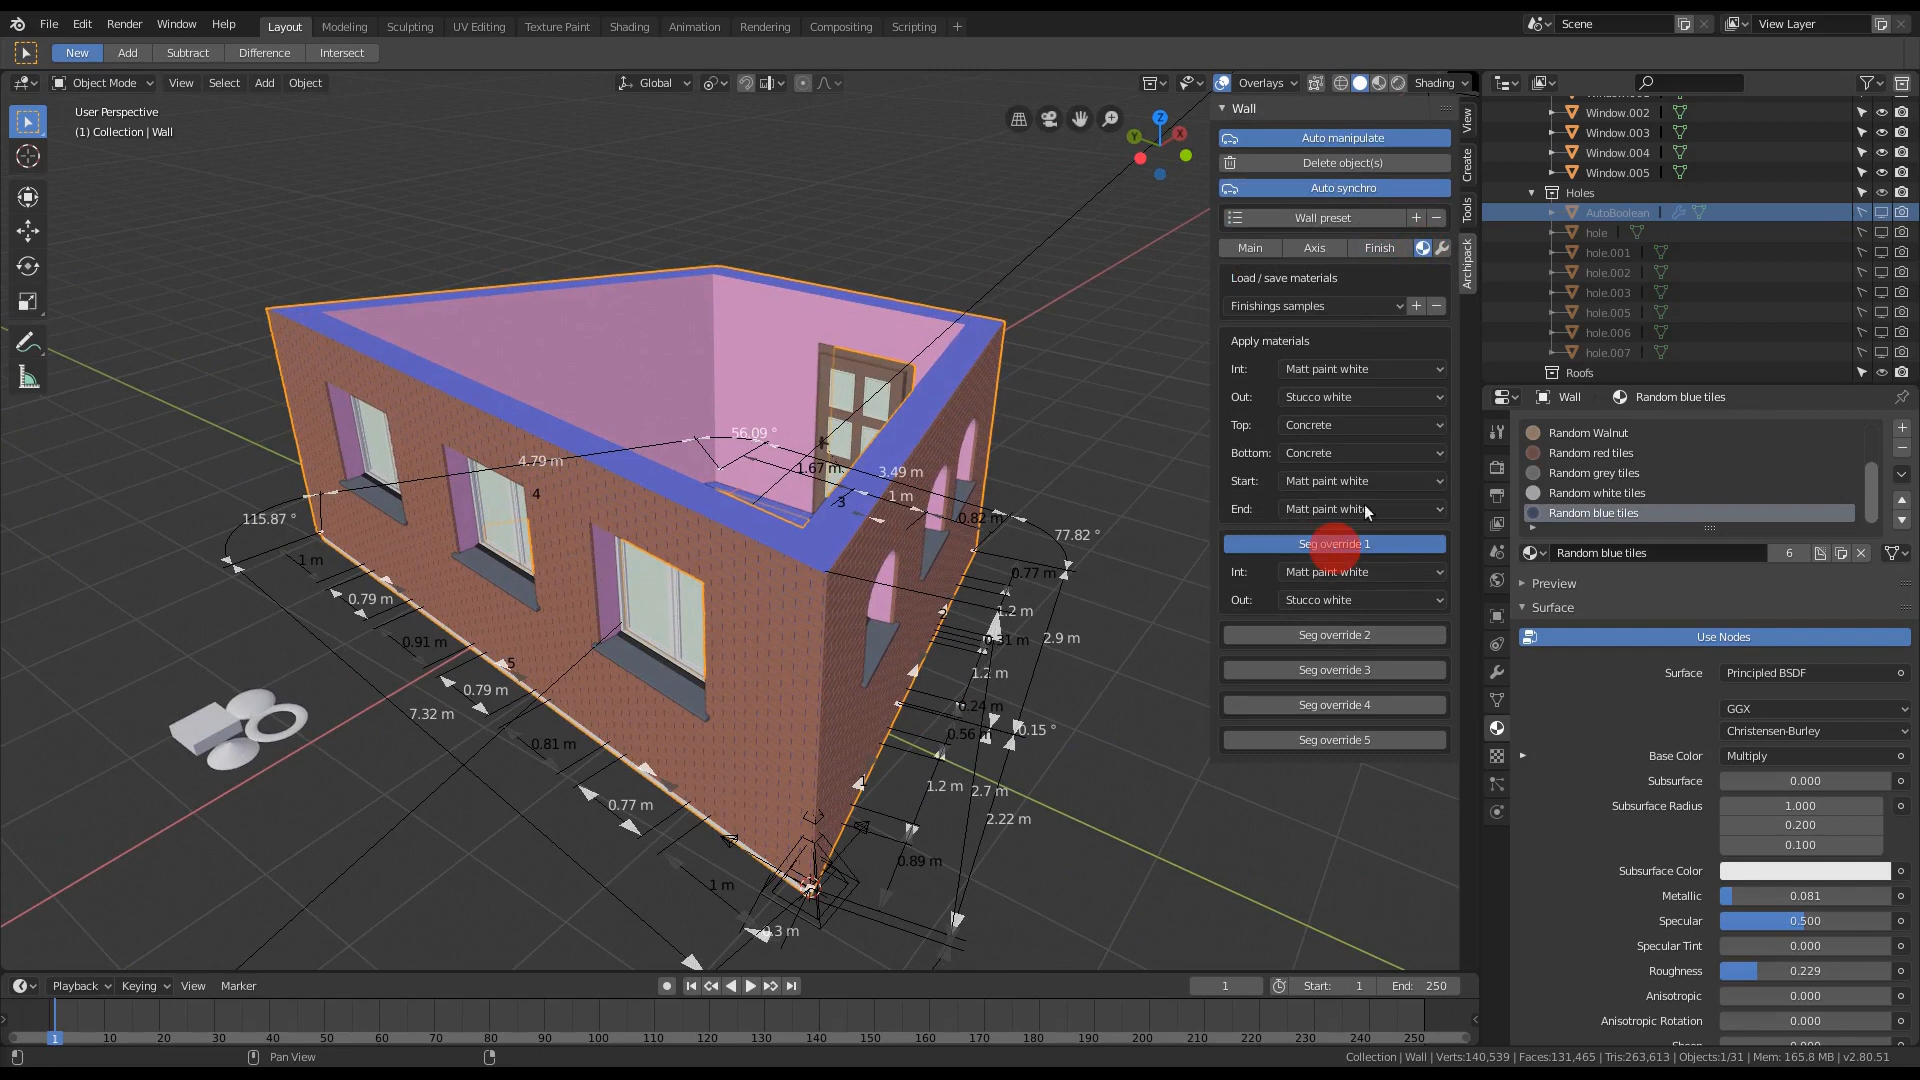 File Edit Render Window Help Layout Modeling Sculpting UV Editing Texture Paint Shading Animation Rendering Compositing Scripting + Scene View Layer
New Add Subtract Difference Intersect
Object Mode View Select Add Object Global Overlays Shading
User Perspective
(1) Collection | Wall
Z
Y
X
56.09 °
4.79 m
4
1.67 m
3.49 m
1 m
3
0.82 m
115.87 °
77.82 °
1 m
0.77 m
0.79 m
1.2 m
2
0.91 m
0.31 m
2.9 m
5
1.2 m
0.79 m
7.32 m
0.24 m
0.56 m
0.15 °
0.81 m
1
1.2 m
2.7 m
0.77 m
2.22 m
0.89 m
1 m
0.3 m
Wall
Auto manipulate
Delete object(s)
Auto synchro
Wall preset
Main Axis Finish
Load / save materials
Finishings samples
Apply materials
Int: Matt paint white
Out: Stucco white
Top: Concrete
Bottom: Concrete
Start: Matt paint white
End: Matt paint white
Seg override 1
Int: Matt paint white
Out: Stucco white
Seg override 2
Seg override 3
Seg override 4
Seg override 5
View
Create
Tools
Archipack
Window.002
Window.003
Window.004
Window.005
Holes
AutoBoolean
hole
hole.001
hole.002
hole.003
hole.005
hole.006
hole.007
Roofs
Wall Random blue tiles
Random Walnut
Random red tiles
Random grey tiles
Random white tiles
Random blue tiles
Random blue tiles 6
Preview
Surface
Use Nodes
Surface Principled BSDF
GGX
Christensen-Burley
Base Color Multiply
Subsurface 0.000
Subsurface Radius 1.000
0.200
0.100
Subsurface Color
Metallic 0.081
Specular 0.500
Specular Tint 0.000
Roughness 0.229
Anisotropic 0.000
Anisotropic Rotation 0.000
Playback Keying View Marker 1 Start: 1 End: 250
1 10 20 30 40 50 60 70 80 90 100 110 120 130 140 150 160 170 180 190 200 210 220 230 240 250
Pan View
Collection | Wall | Verts:140,539 | Faces:131,465 | Tris:263,613 | Objects:1/31 | Mem: 165.8 MB | v2.80.51